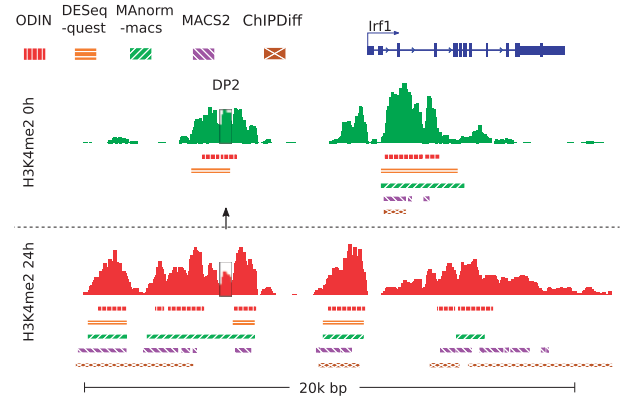 ODIN DESeq -quest MAnorm -macs MACS2 ChIPDiff
Irf1
DP2
H3K4me2 0h
H3K4me2 24h
20k bp